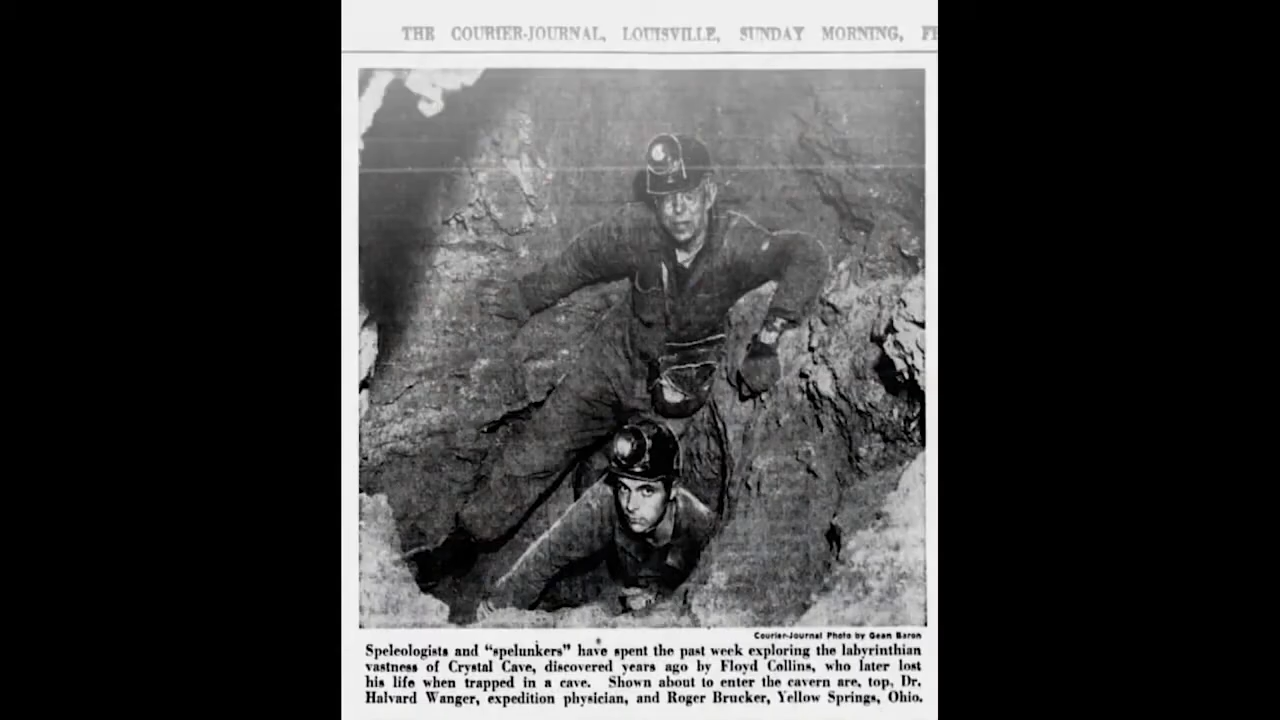 THE COURIER-JOURNAL, LOUISVILLE, SUNDAY MORNING,
Courier-Journal Photo by Gean Baron
Speleologists and "spelunkers" have spent the past week exploring the labyrinthian
vastness of Crystal Cave, discovered years ago by Floyd Collins, who later lost
his life when trapped in a cave. Shown about to enter the cavern are, top, Dr.
Halvard Wanger, expedition physician, and Roger Brucker, Yellow Springs, Ohio.